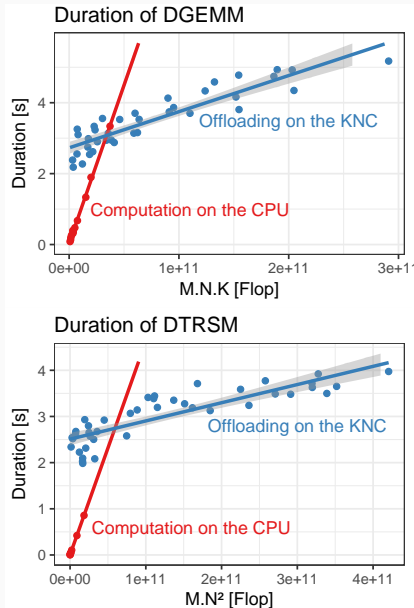 Duration of DGEMM
Duration [s]
4
2
0
Offloading on the KNC
Computation on the CPU
0e+00 1e+11 2e+11 3e+11
M.N.K [Flop]
Duration of DTRSM
Duration [s]
5
4
3
2
1
0
Offloading on the KNC
Computation on the CPU
0e+00 1e+11 2e+11 3e+11 4e+11
M.N² [Flop]